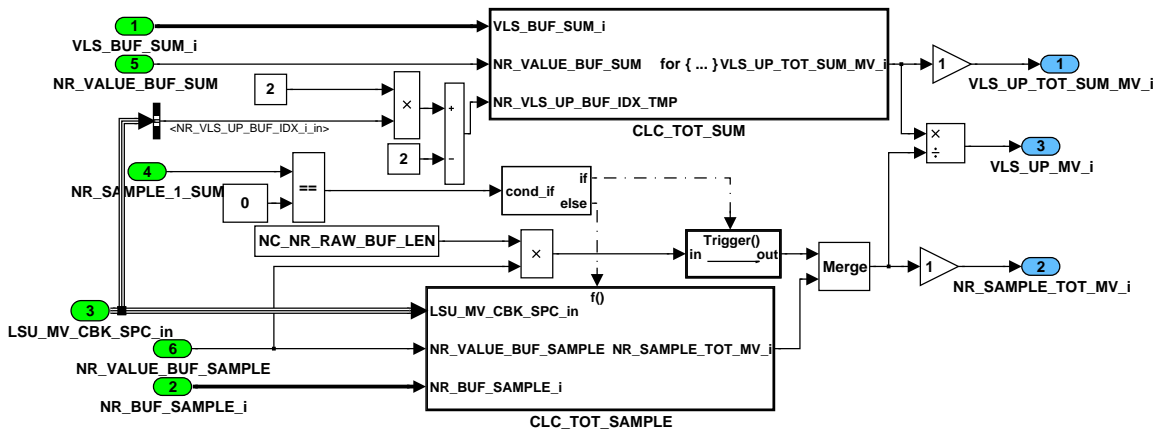 1
VLS_BUF_SUM_i
5
NR_VALUE_BUF_SUM
VLS_BUF_SUM_i
NR_VALUE_BUF_SUM for { ... } VLS_UP_TOT_SUM_MV_i
NR_VLS_UP_BUF_IDX_TMP
CLC_TOT_SUM
1
1
VLS_UP_TOT_SUM_MV_i
2
×
+
−
<NR_VLS_UP_BUF_IDX_i_in>
2
×
÷
3
VLS_UP_MV_i
4
NR_SAMPLE_1_SUM
0
==
cond_if
if
else
NC_NR_RAW_BUF_LEN
×
Trigger()
in out
Merge
1
2
NR_SAMPLE_TOT_MV_i
3
LSU_MV_CBK_SPC_in
6
NR_VALUE_BUF_SAMPLE
2
NR_BUF_SAMPLE_i
f()
LSU_MV_CBK_SPC_in
NR_VALUE_BUF_SAMPLE NR_SAMPLE_TOT_MV_i
NR_BUF_SAMPLE_i
CLC_TOT_SAMPLE